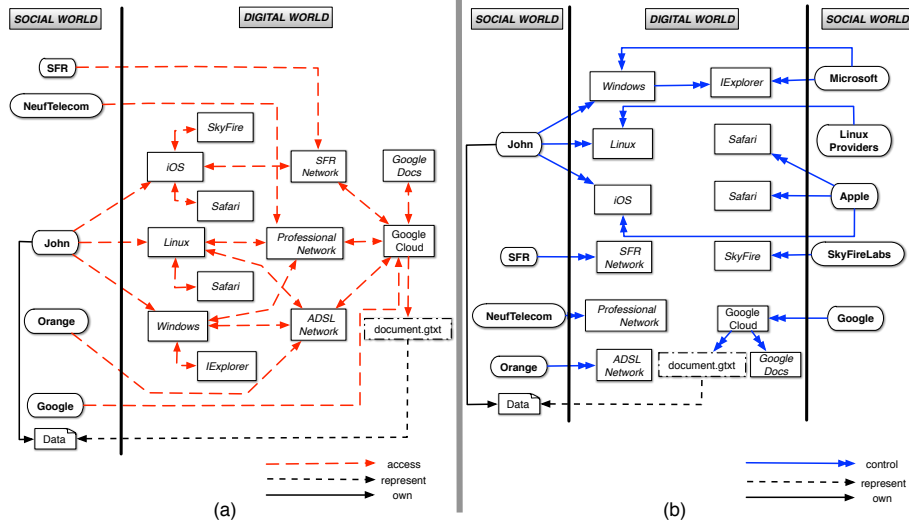 SOCIAL WORLD
DIGITAL WORLD
SFR
NeufTelecom
SkyFire
iOS
SFR
Network
Google
Docs
Safari
John
Linux
Professional
Network
Google
Cloud
Safari
Orange
Windows
ADSL
Network
document.gtxt
IExplorer
Google
Data
access
represent
own
(a)
SOCIAL WORLD
DIGITAL WORLD
SOCIAL WORLD
Windows
IExplorer
Microsoft
John
Linux
Safari
Linux
Providers
iOS
Safari
Apple
SFR
SFR
Network
SkyFire
SkyFireLabs
NeufTelecom
Professional
Network
Google
Cloud
Google
Orange
ADSL
Network
document.gtxt
Google
Docs
Data
control
represent
own
(b)